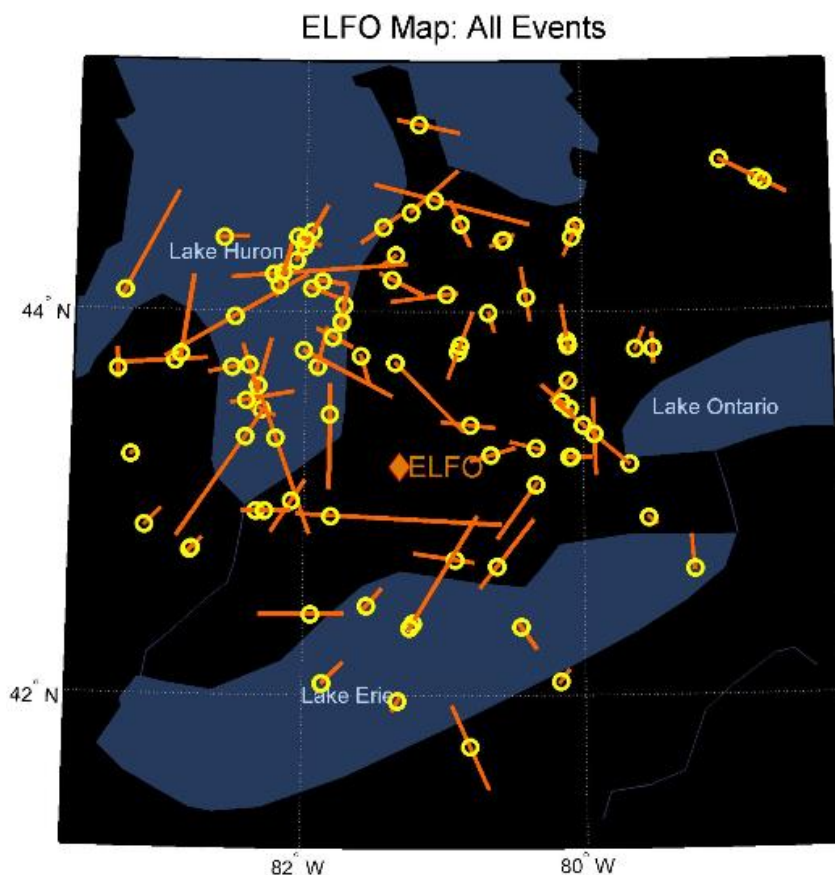 ELFO Map: All Events
Lake Huron
44° N
Lake Ontario
ELFO
42° N
Lake Erie
82° W
80° W